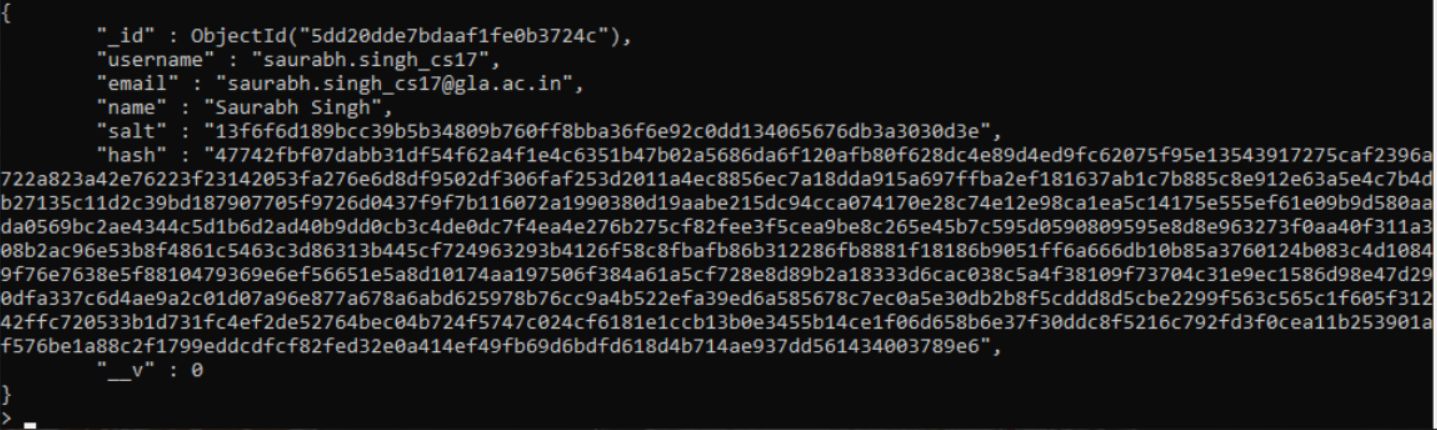 {
"_id" : ObjectId("5dd20dde7bdaaf1fe0b3724c"),
"username" : "saurabh.singh_cs17",
"email" : "saurabh.singh_cs17@gla.ac.in",
"name" : "Saurabh Singh",
"salt" : "13f6f6d189bcc39b5b34809b760ff8bba36f6e92c0dd134065676db3a3030d3e",
"hash" : "47742fbf07dabb31df54f62a4f1e4c6351b47b02a5686da6f120afb80f628dc4e89d4ed9fc62075f95e13543917275caf2396a
722a823a42e76223f23142053fa276e6d8df9502df306faf253d2011a4ec8856ec7a18dda915a697ffba2ef181637ab1c7b885c8e912e63a5e4c7b4d
b27135c11d2c39bd187907705f9726d0437f9f7b116072a1990380d19aabe215dc94cca074170e28c74e12e98ca1ea5c14175e555ef61e09b9d580aa
da0569bc2ae4344c5d1b6d2ad40b9dd0cb3c4de0dc7f4ea4e276b275cf82fee3f5cea9be8c265e45b7c595d0590809595e8d8e963273f0aa40f311a3
08b2ac96e53b8f4861c5463c3d86313b445cf724963293b4126f58c8fbafb86b312286fb8881f18186b9051ff6a666db10b85a3760124b083c4d1084
9f76e7638e5f8810479369e6ef56651e5a8d10174aa197506f384a61a5cf728e8d89b2a18333d6cac038c5a4f38109f73704c31e9ec1586d98e47d29
0dfa337c6d4ae9a2c01d07a96e877a678a6abd625978b76cc9a4b522efa39ed6a585678c7ec0a5e30db2b8f5cddd8d5cbe2299f563c565c1f605f312
42ffc720533b1d731fc4ef2de52764bec04b724f5747c024cf6181e1ccb13b0e3455b14ce1f06d658b6e37f30ddc8f5216c792fd3f0cea11b253901a
f576be1a88c2f1799eddcdfcf82fed32e0a414ef49fb69d6bdfd618d4b714ae937dd561434003789e6",
"__v" : 0
}
>